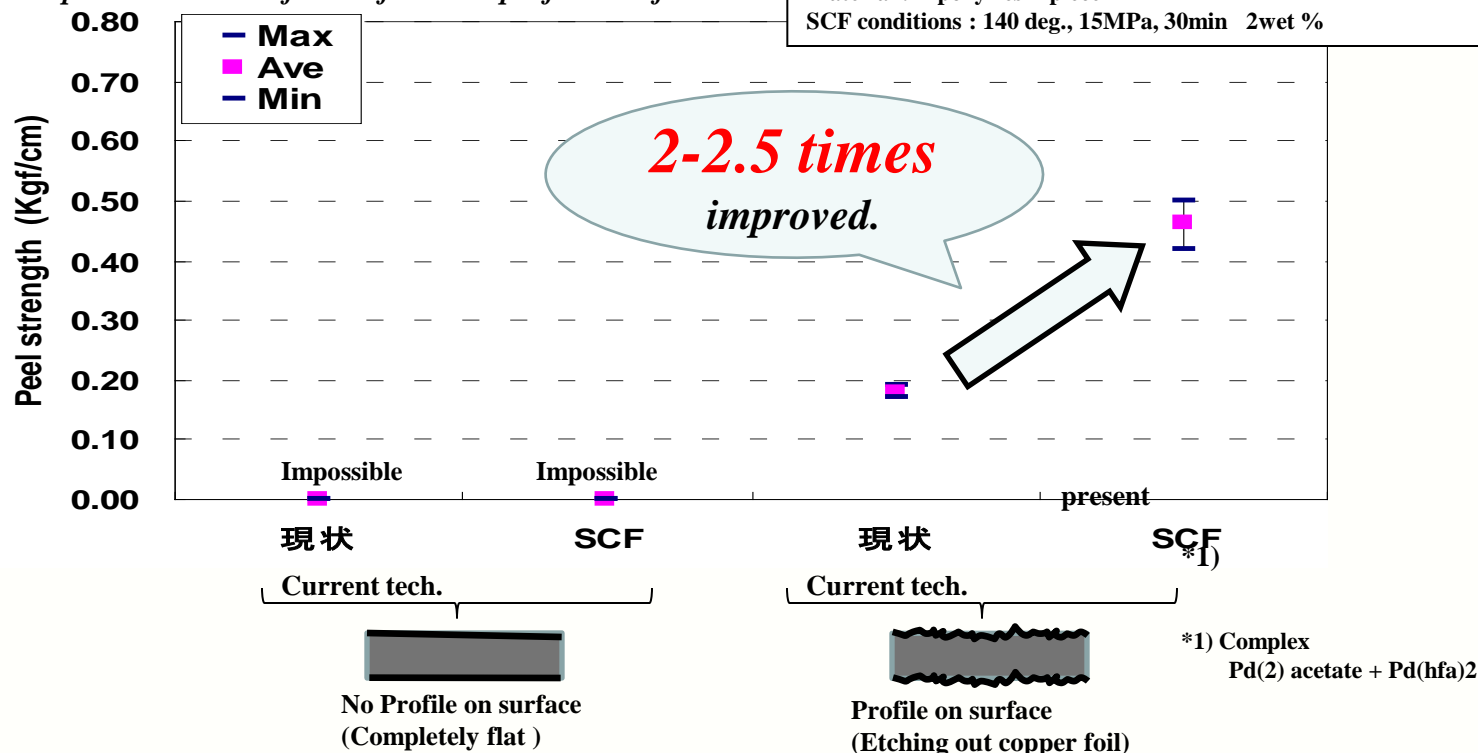 SCF conditions : 140 deg., 15MPa, 30min 2wet %
Max
Ave
Min
Peel strength (Kgf/cm)
0.80
0.70
0.60
0.50
0.40
0.30
0.20
0.10
0.00
2-2.5 times
improved.
Impossible
Impossible
present
現状
SCF
現状
SCF
*1)
Current tech.
Current tech.
No Profile on surface
(Completely flat )
Profile on surface
(Etching out copper foil)
*1) Complex
Pd(2) acetate + Pd(hfa)2